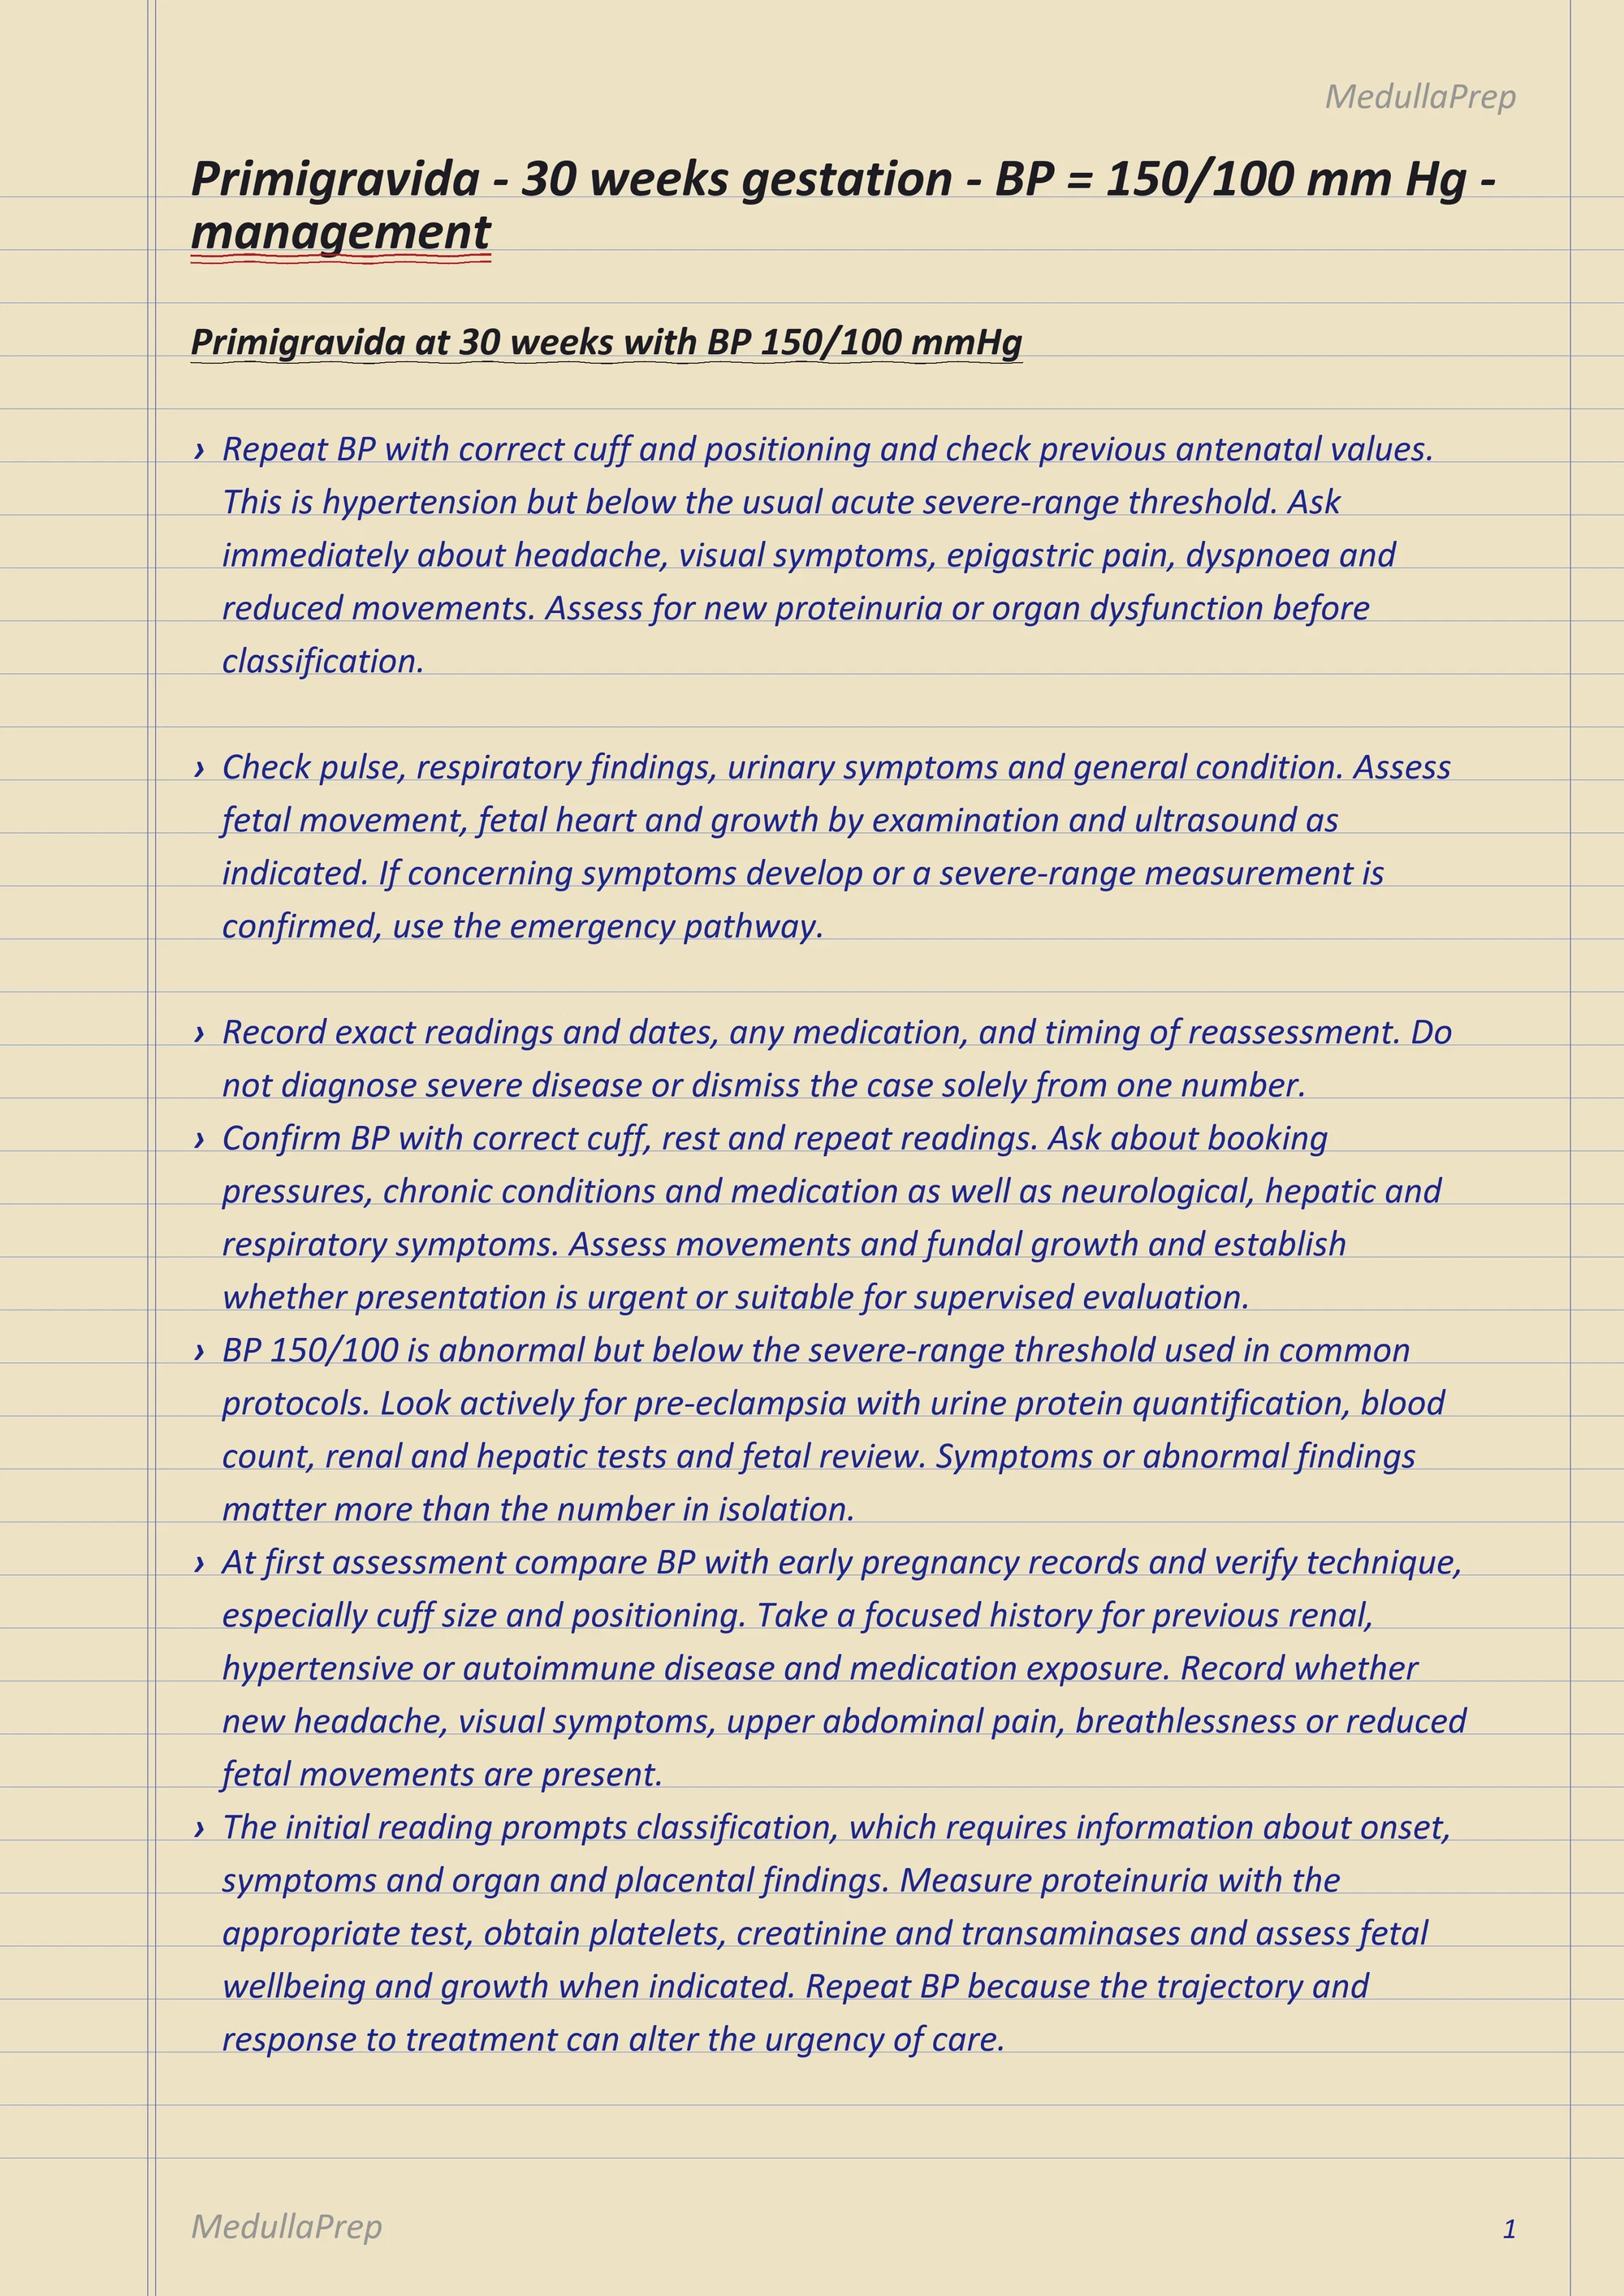 MedullaPrep
Primigravida - 30 weeks gestation - BP = 150/100 mm Hg -
management
Primigravida at 30 weeks with BP 150/100 mmHg
› Repeat BP with correct cuff and positioning and check previous antenatal values.
This is hypertension but below the usual acute severe-range threshold. Ask
immediately about headache, visual symptoms, epigastric pain, dyspnoea and
reduced movements. Assess for new proteinuria or organ dysfunction before
classification.
› Check pulse, respiratory findings, urinary symptoms and general condition. Assess
fetal movement, fetal heart and growth by examination and ultrasound as
indicated. If concerning symptoms develop or a severe-range measurement is
confirmed, use the emergency pathway.
› Record exact readings and dates, any medication, and timing of reassessment. Do
not diagnose severe disease or dismiss the case solely from one number.
› Confirm BP with correct cuff, rest and repeat readings. Ask about booking
pressures, chronic conditions and medication as well as neurological, hepatic and
respiratory symptoms. Assess movements and fundal growth and establish
whether presentation is urgent or suitable for supervised evaluation.
› BP 150/100 is abnormal but below the severe-range threshold used in common
protocols. Look actively for pre-eclampsia with urine protein quantification, blood
count, renal and hepatic tests and fetal review. Symptoms or abnormal findings
matter more than the number in isolation.
› At first assessment compare BP with early pregnancy records and verify technique,
especially cuff size and positioning. Take a focused history for previous renal,
hypertensive or autoimmune disease and medication exposure. Record whether
new headache, visual symptoms, upper abdominal pain, breathlessness or reduced
fetal movements are present.
› The initial reading prompts classification, which requires information about onset,
symptoms and organ and placental findings. Measure proteinuria with the
appropriate test, obtain platelets, creatinine and transaminases and assess fetal
wellbeing and growth when indicated. Repeat BP because the trajectory and
response to treatment can alter the urgency of care.
MedullaPrep
1